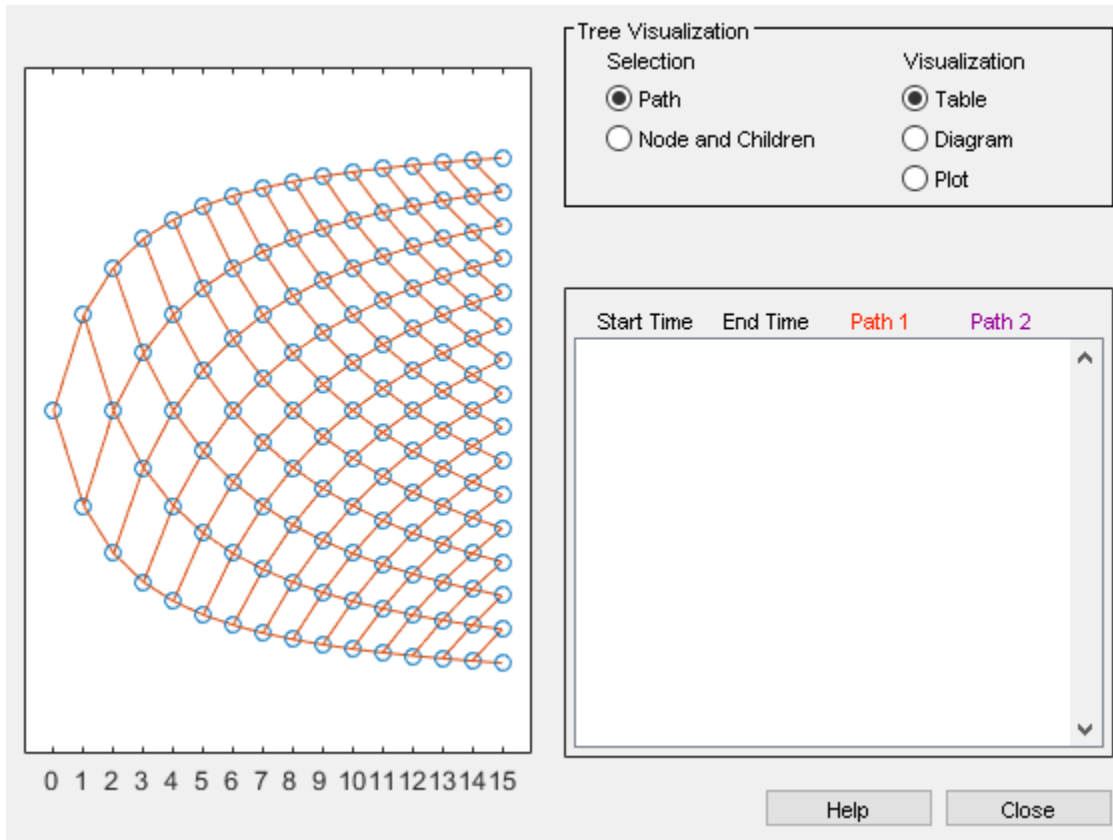 Tree Visualization
Selection Visualization
Path Table
Node and Children Diagram
Plot
Start Time End Time Path 1 Path 2
0 1 2 3 4 5 6 7 8 9 10 11 12 13 14 15
Help Close